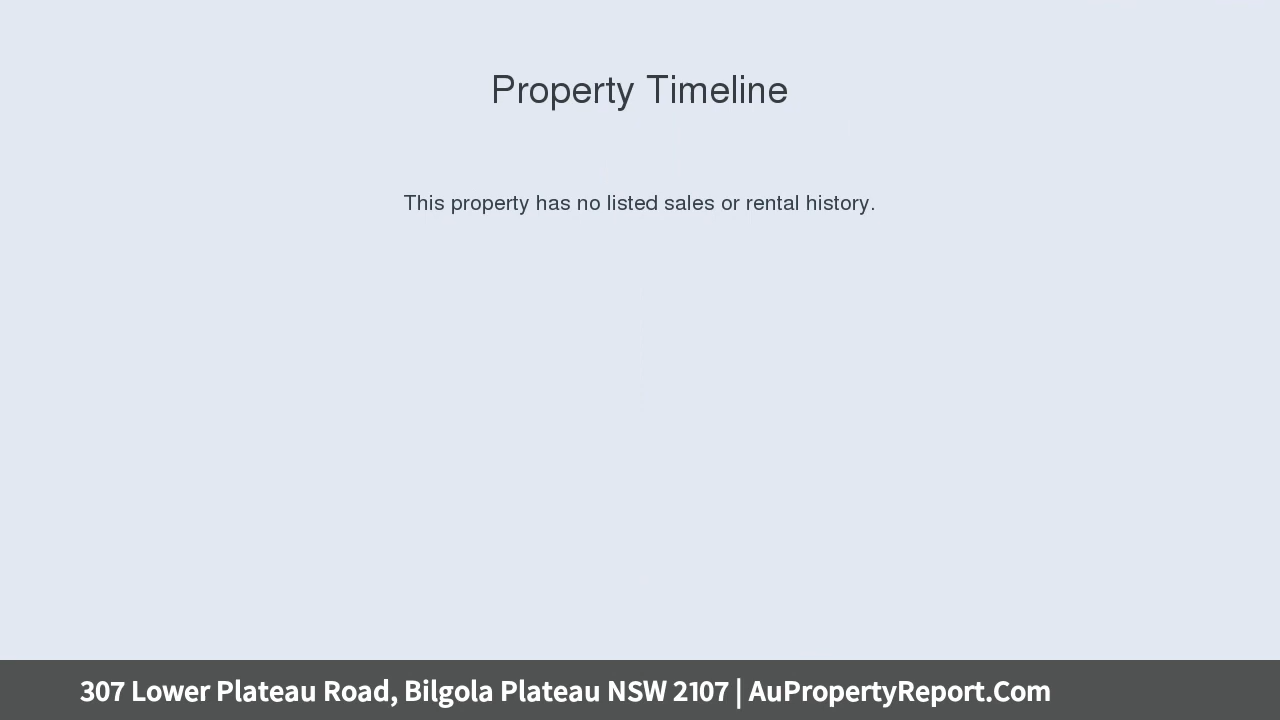 Property Timeline
This property has no listed sales or rental history.
307 Lower Plateau Road, Bilgola Plateau NSW 2107 | AuPropertyReport.Com